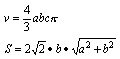 v = 4/3 abcπ
S = 2√2 • b • √(a² + b²)